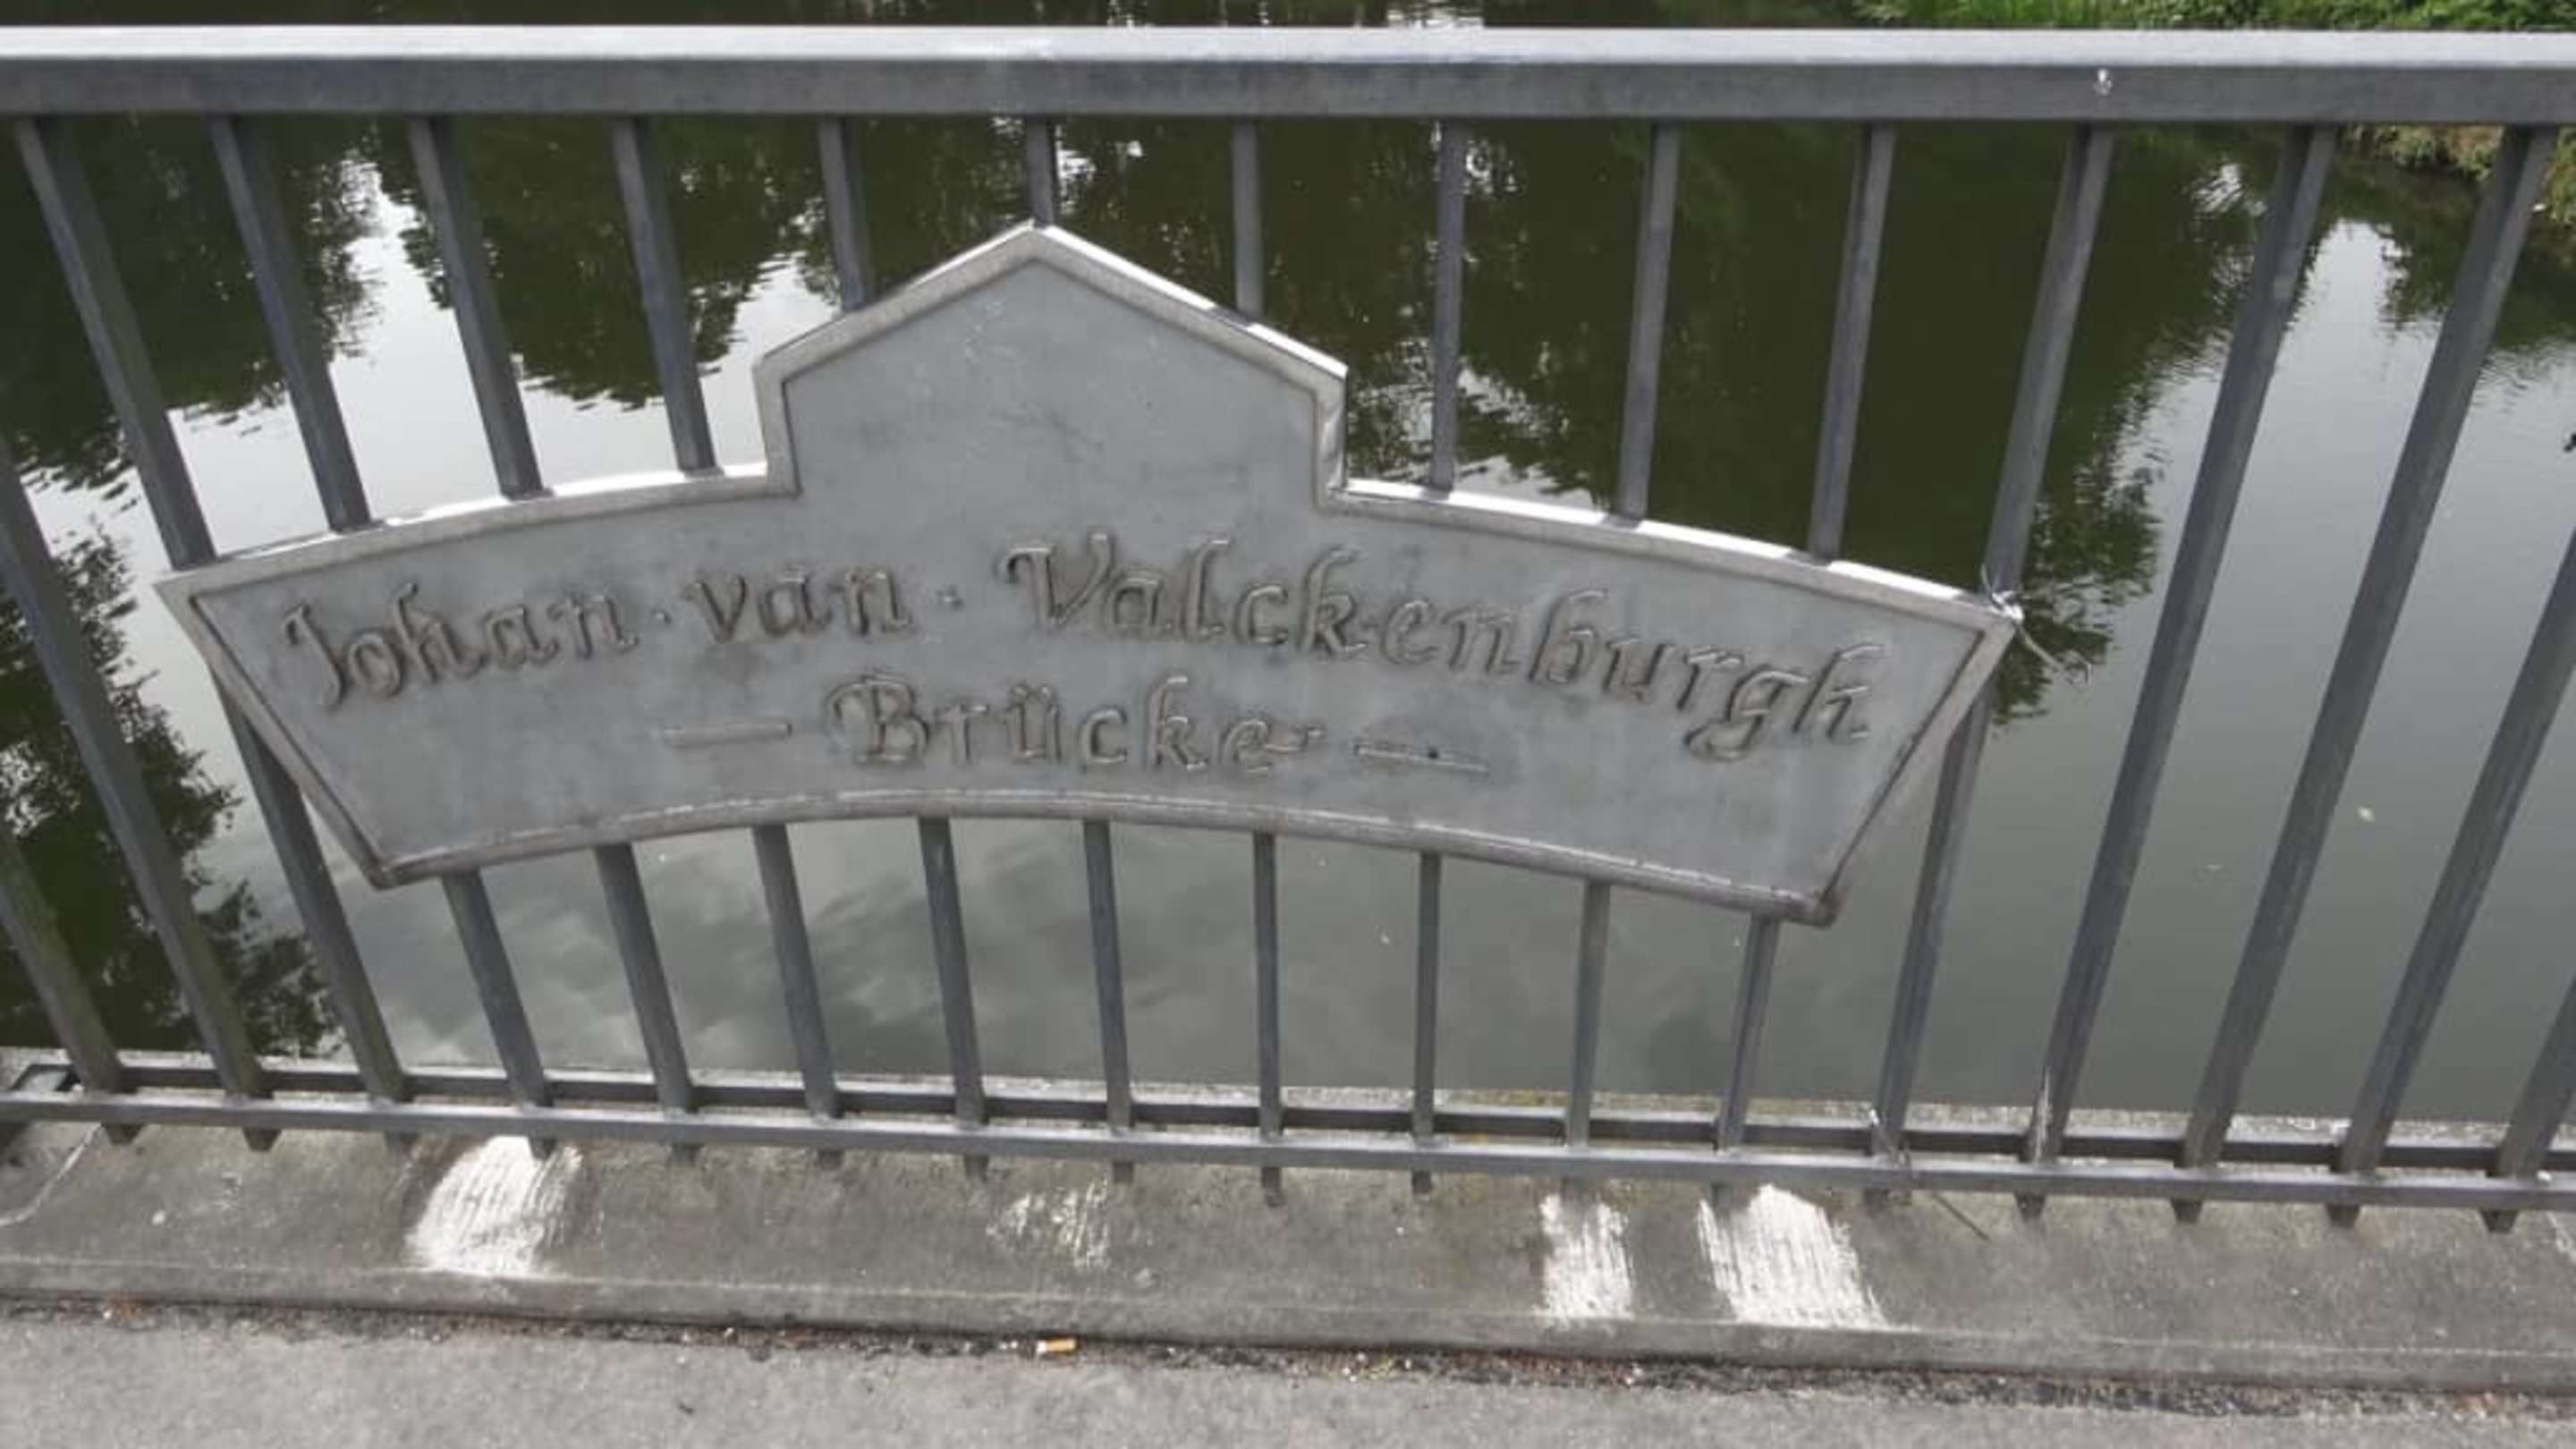 Johan · van · Valckenburgh
— Brücke —